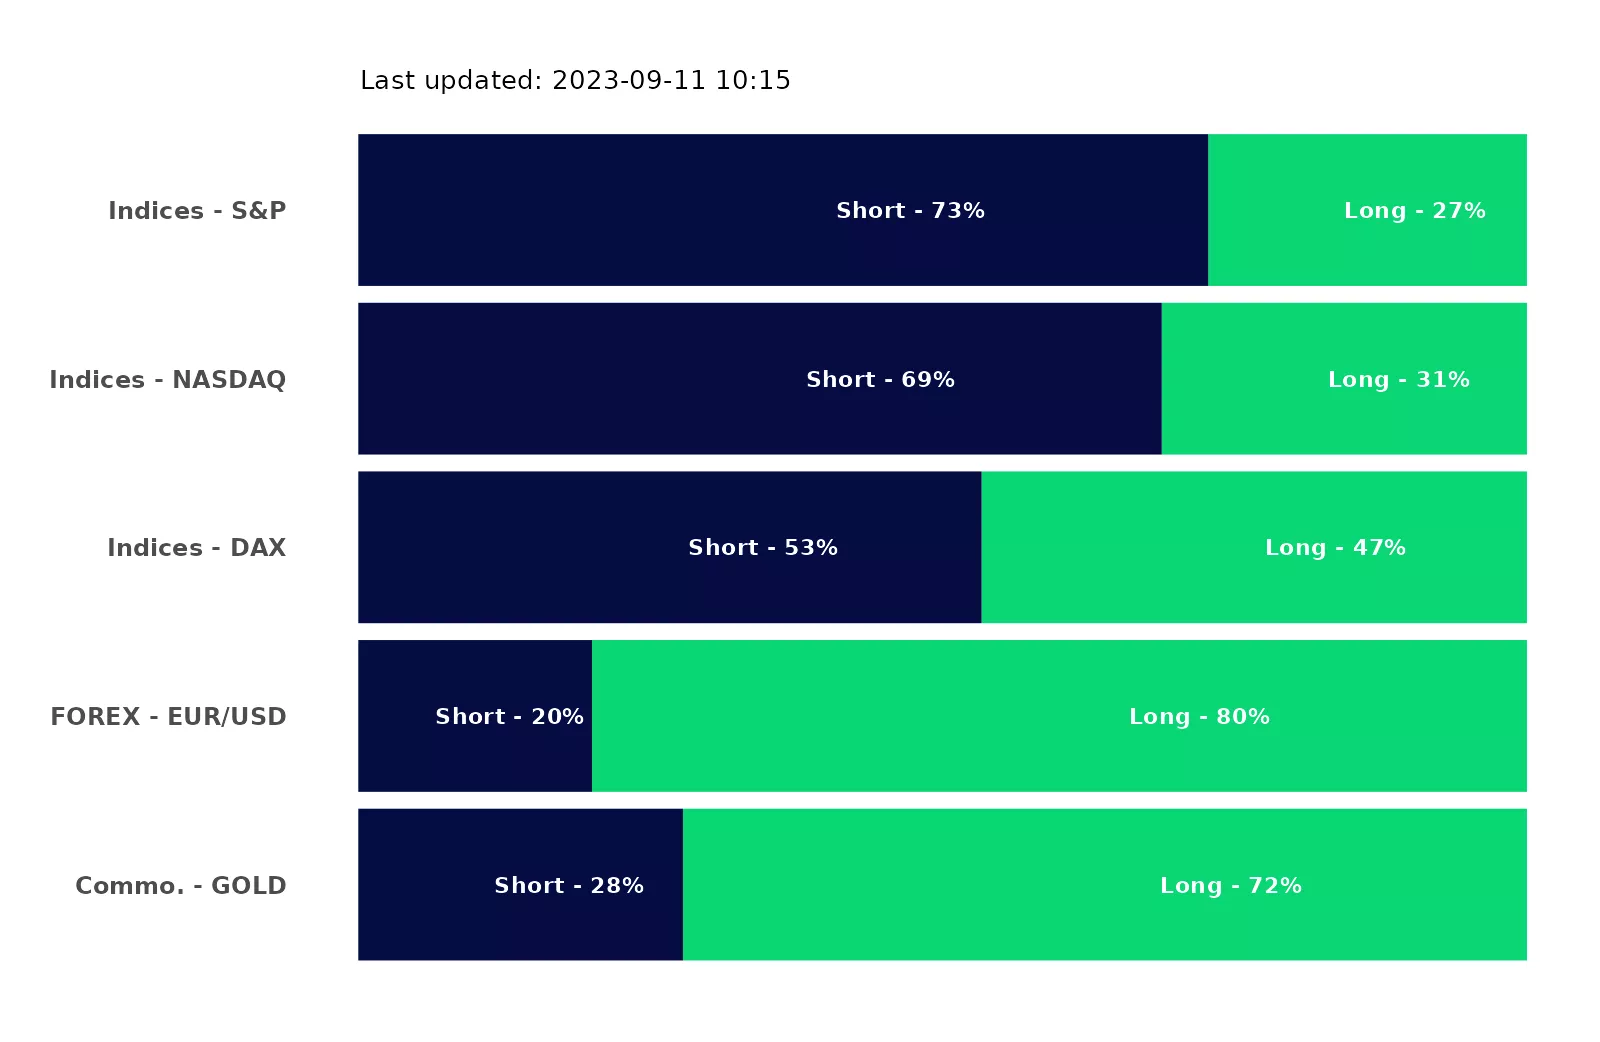 Last updated: 2023-09-11 10:15
Indices - S&P
Short - 73%
Long - 27%
Indices - NASDAQ
Short - 69%
Long - 31%
Indices - DAX
Short - 53%
Long - 47%
FOREX - EUR/USD
Short - 20%
Long - 80%
Commo. - GOLD
Short - 28%
Long - 72%